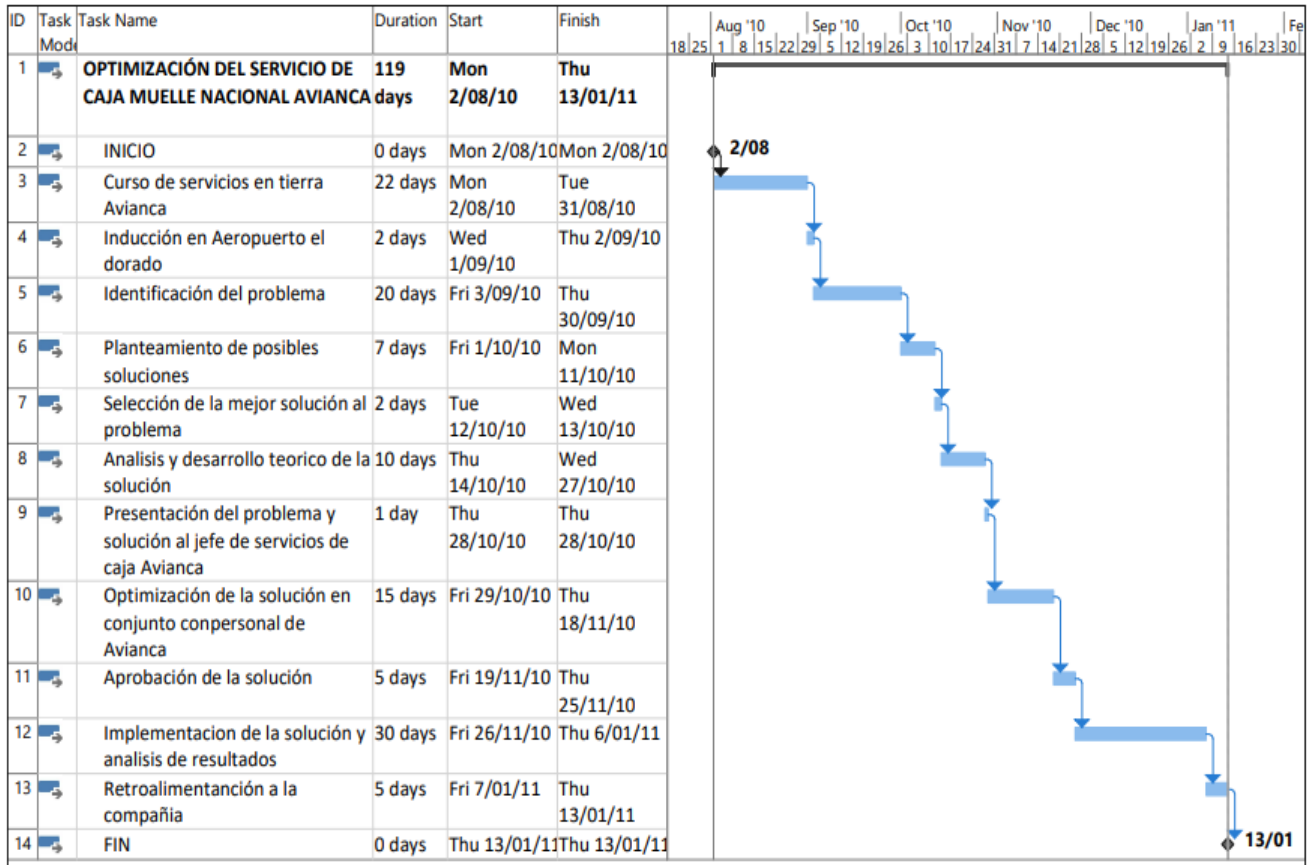 ID Task Mode Task Name Duration Start Finish
Aug '10 Sep '10 Oct '10 Nov '10 Dec '10 Jan '11 Fe
18 25 1 8 15 22 29 5 12 19 26 3 10 17 24 31 7 14 21 28 5 12 19 26 2 9 16 23 30
1 OPTIMIZACIÓN DEL SERVICIO DE 119 Mon Thu
CAJA MUELLE NACIONAL AVIANCA days 2/08/10 13/01/11
2 INICIO 0 days Mon 2/08/10 Mon 2/08/10 2/08
3 Curso de servicios en tierra 22 days Mon Tue
Avianca 2/08/10 31/08/10
4 Inducción en Aeropuerto el 2 days Wed Thu 2/09/10
dorado 1/09/10
5 Identificación del problema 20 days Fri 3/09/10 Thu
30/09/10
6 Planteamiento de posibles 7 days Fri 1/10/10 Mon
soluciones 11/10/10
7 Selección de la mejor solución al 2 days Tue Wed
problema 12/10/10 13/10/10
8 Analisis y desarrollo teorico de la 10 days Thu Wed
solución 14/10/10 27/10/10
9 Presentación del problema y 1 day Thu Thu
solución al jefe de servicios de 28/10/10 28/10/10
caja Avianca
10 Optimización de la solución en 15 days Fri 29/10/10 Thu
conjunto conpersonal de 18/11/10
Avianca
11 Aprobación de la solución 5 days Fri 19/11/10 Thu
25/11/10
12 Implementacion de la solución y 30 days Fri 26/11/10 Thu 6/01/11
analisis de resultados
13 Retroalimentanción a la 5 days Fri 7/01/11 Thu
compañia 13/01/11
14 FIN 0 days Thu 13/01/11 Thu 13/01/11 13/01